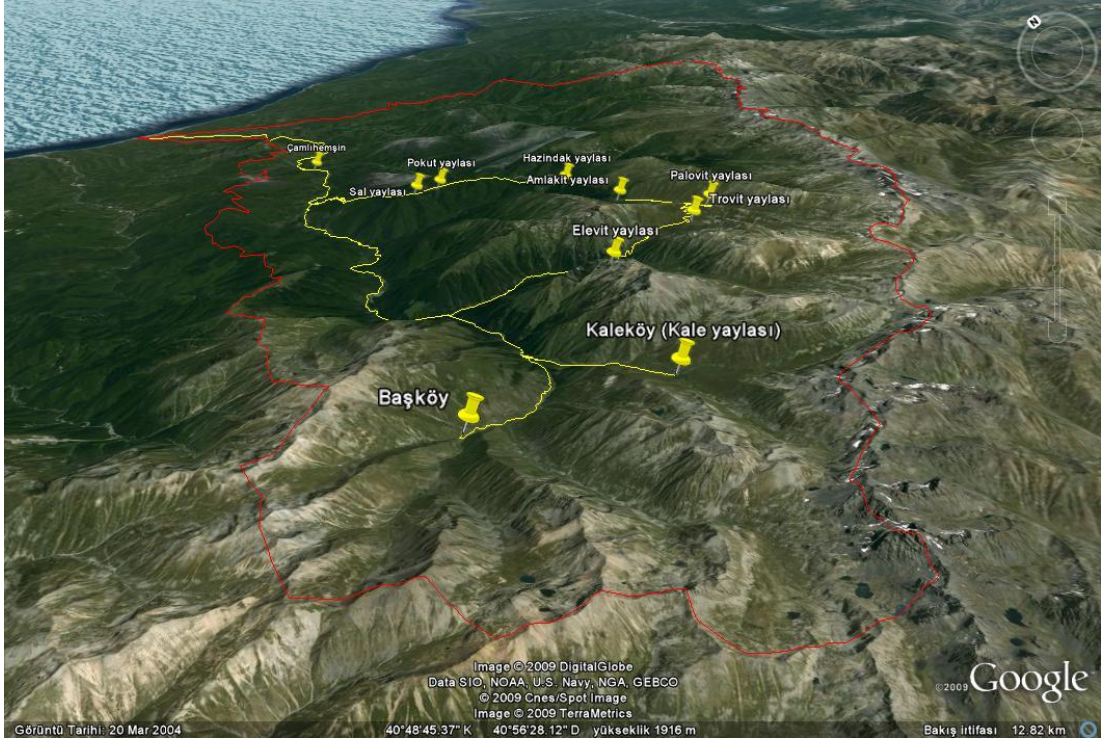 N
Çamlıhemşin
Pokut yaylası
Hazindak yaylası
Sal yaylası
Amlakit yaylası
Palovit yaylası
Trovit yaylası
Elevit yaylası
Kaleköy (Kale yaylası)
Başköy
Image © 2009 DigitalGlobe
Data SIO, NOAA, U.S. Navy, NGA, GEBCO
© 2009 Cnes/Spot Image
Image © 2009 TerraMetrics
©2009 Google
Görüntü Tarihi: 20 Mar 2004 40°48'45.37" K 40°56'28.12" D yükseklik 1916 m Bakış irtifası 12.82 km